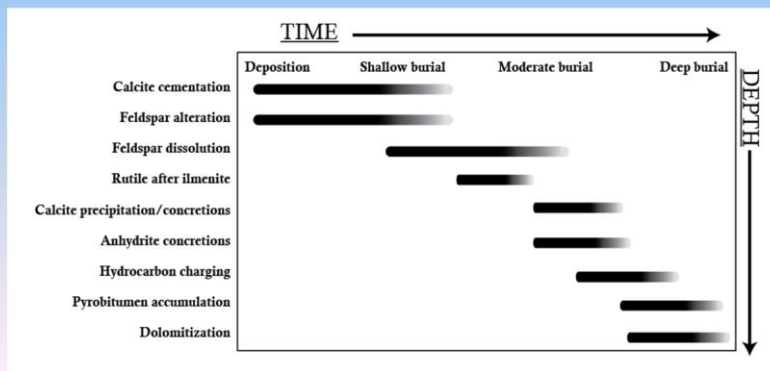 TIME
Deposition Shallow burial Moderate burial Deep burial
DEPTH
Calcite cementation
Feldspar alteration
Feldspar dissolution
Rutile after ilmenite
Calcite precipitation/concretions
Anhydrite concretions
Hydrocarbon charging
Pyrobitumen accumulation
Dolomitization